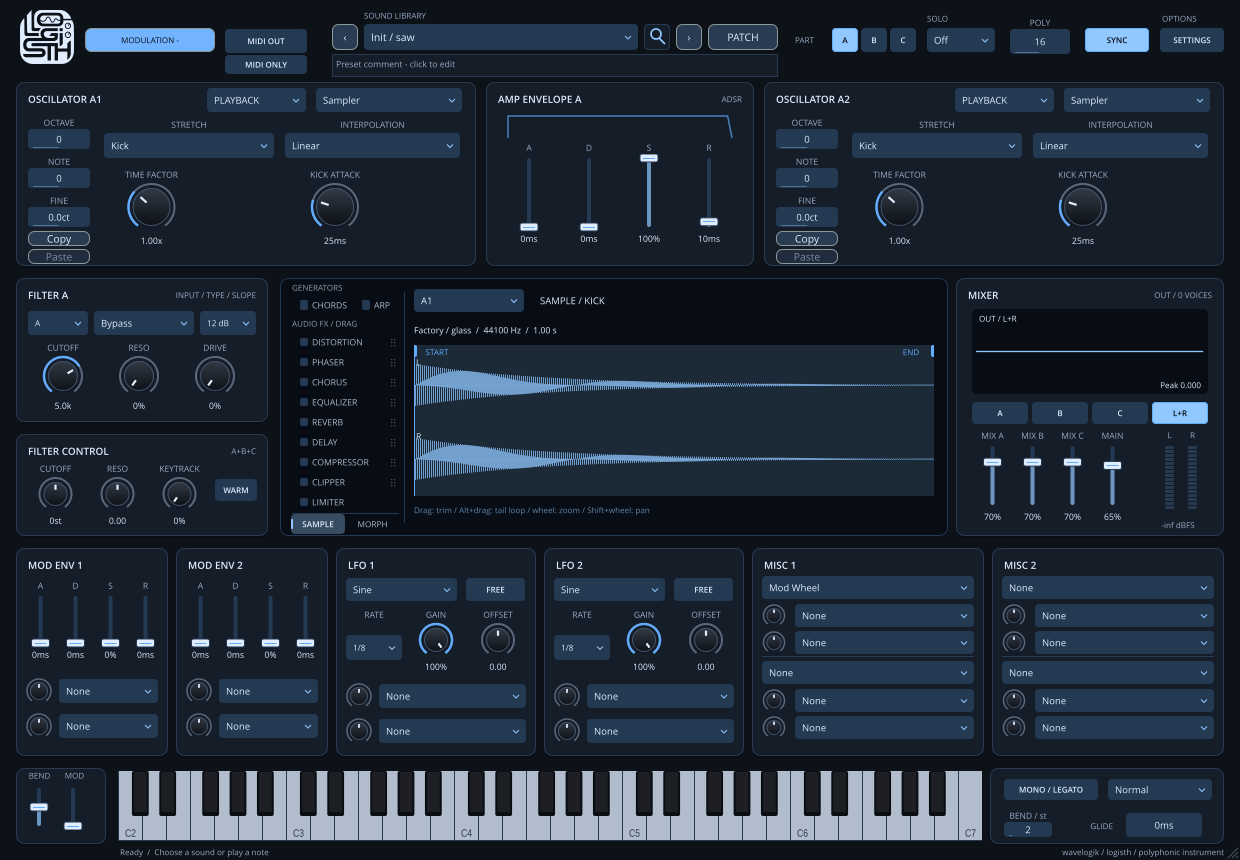 LOGISTH
MODULATION -
MIDI OUT
MIDI ONLY
SOUND LIBRARY
‹
Init / saw
›
PATCH
Preset comment - click to edit
PART
A
B
C
SOLO
Off
POLY
16
SYNC
OPTIONS
SETTINGS
OSCILLATOR A1
PLAYBACK
Sampler
OCTAVE
0
STRETCH
INTERPOLATION
Kick
Linear
NOTE
0
TIME FACTOR
KICK ATTACK
FINE
0.0ct
Copy
1.00x
25ms
Paste
AMP ENVELOPE A
ADSR
A D S R
0ms 0ms 100% 10ms
OSCILLATOR A2
PLAYBACK
Sampler
OCTAVE
0
STRETCH
INTERPOLATION
Kick
Linear
NOTE
0
TIME FACTOR
KICK ATTACK
FINE
0.0ct
Copy
1.00x
25ms
Paste
FILTER A
INPUT / TYPE / SLOPE
A
Bypass
12 dB
CUTOFF RESO DRIVE
5.0k 0% 0%
FILTER CONTROL
A+B+C
CUTOFF RESO KEYTRACK
WARM
0st 0.00 0%
GENERATORS
CHORDS ARP
AUDIO FX / DRAG
DISTORTION
PHASER
CHORUS
EQUALIZER
REVERB
DELAY
COMPRESSOR
CLIPPER
LIMITER
SAMPLE MORPH
A1
SAMPLE / KICK
Factory / glass / 44100 Hz / 1.00 s
START END
L
R
Drag: trim / Alt+drag: tail loop / wheel: zoom / Shift+wheel: pan
MIXER
OUT / 0 VOICES
OUT / L+R
Peak 0.000
A B C L+R
MIX A MIX B MIX C MAIN L R
70% 70% 70% 65%
-inf dBFS
MOD ENV 1
A D S R
0ms 0ms 0% 0ms
None
None
MOD ENV 2
A D S R
0ms 0ms 0% 0ms
None
None
LFO 1
Sine
FREE
RATE GAIN OFFSET
1/8
100% 0.00
None
None
LFO 2
Sine
FREE
RATE GAIN OFFSET
1/8
100% 0.00
None
None
MISC 1
Mod Wheel
None
None
None
None
None
MISC 2
None
None
None
None
None
None
BEND MOD
C2 C3 C4 C5 C6 C7
MONO / LEGATO
Normal
BEND / st
2
GLIDE
0ms
Ready / Choose a sound or play a note
wavelogik / logisth / polyphonic instrument